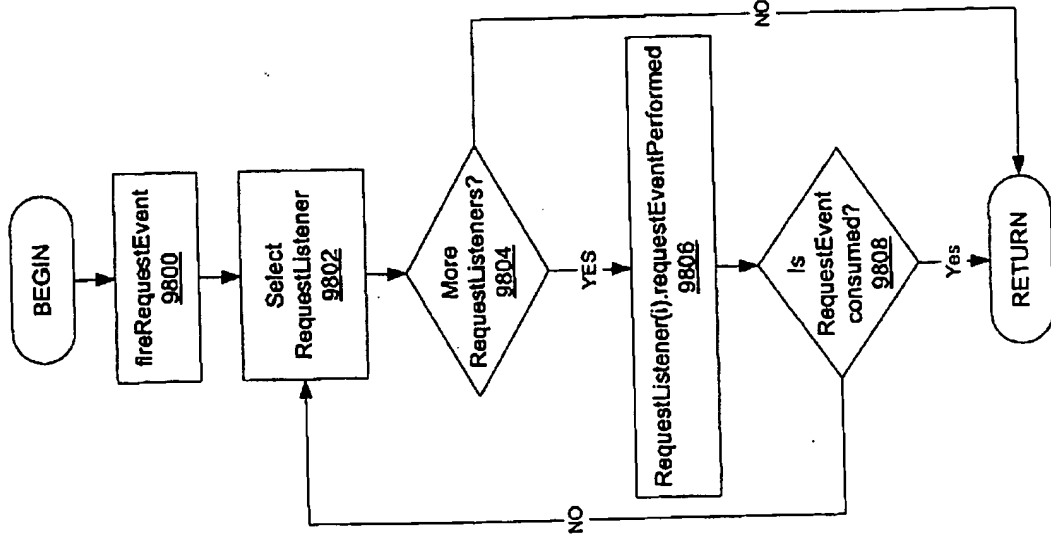 BEGIN
fireRequestEvent
9800
Select
RequestListener
9802
More
RequestListeners?
9804
NO
YES
RequestListener(i).requestEventPerformed
9806
Is
RequestEvent
consumed?
9808
NO
Yes
RETURN